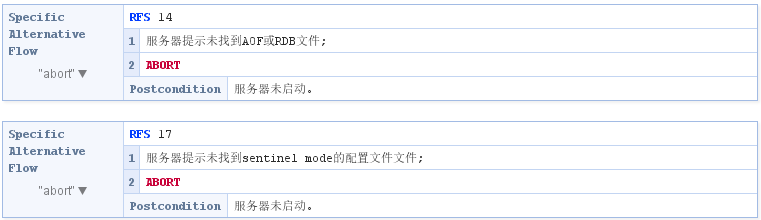 Specific Alternative Flow
"abort" ▼
RFS 14
1 服务器提示未找到AOF或RDB文件;
2 ABORT
Postcondition 服务器未启动。
Specific Alternative Flow
"abort" ▼
RFS 17
1 服务器提示未找到sentinel mode的配置文件文件;
2 ABORT
Postcondition 服务器未启动。